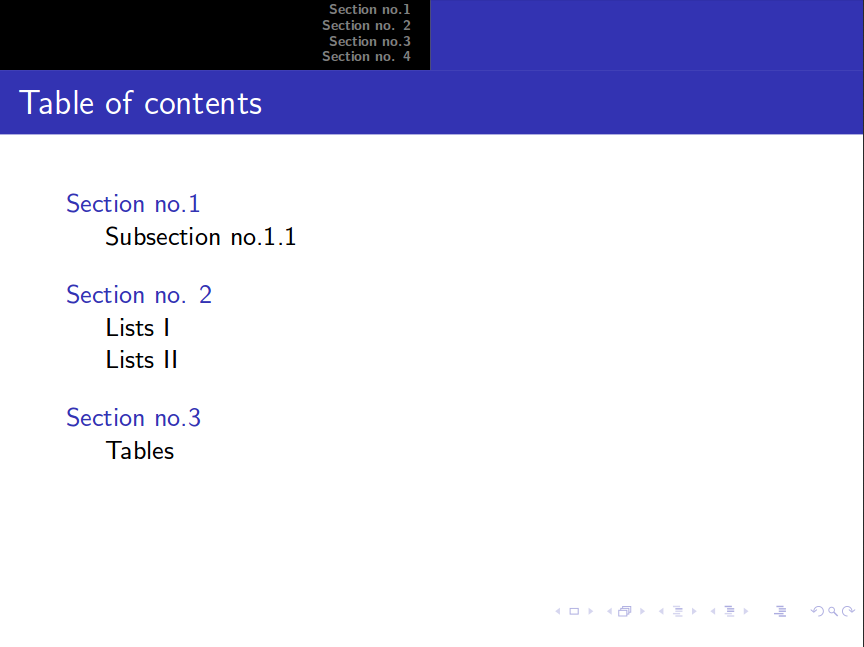 Section no.1
Section no. 2
Section no.3
Section no. 4
Table of contents
Section no.1
Subsection no.1.1
Section no. 2
Lists I
Lists II
Section no.3
Tables